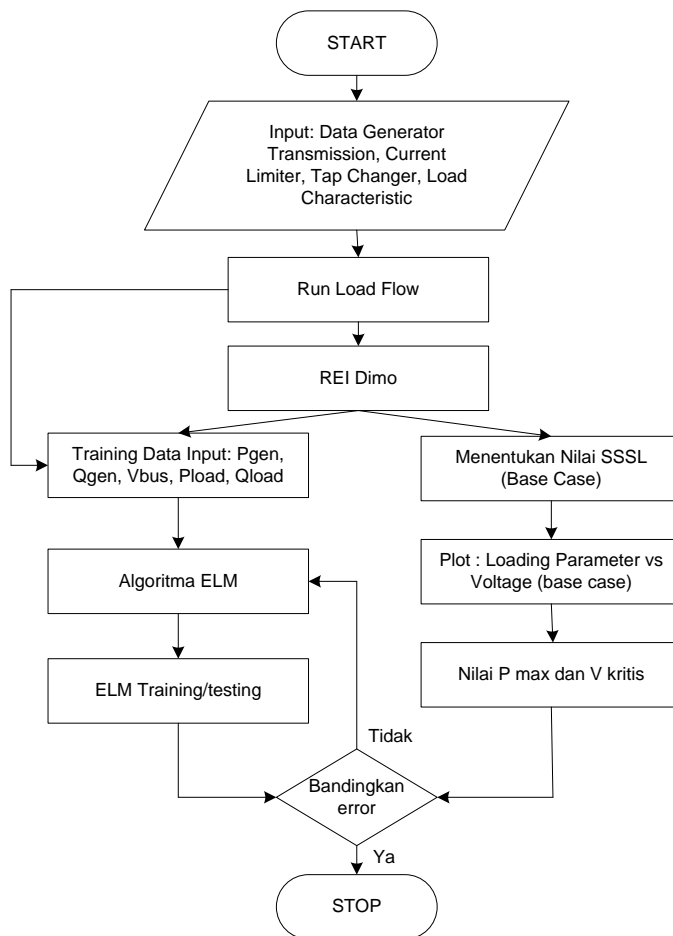 START
Input: Data Generator
Transmission, Current
Limiter, Tap Changer, Load
Characteristic
Run Load Flow
REI Dimo
Training Data Input: Pgen,
Qgen, Vbus, Pload, Qload
Menentukan Nilai SSSL
(Base Case)
Algoritma ELM
Plot : Loading Parameter vs
Voltage (base case)
ELM Training/testing
Nilai P max dan V kritis
Tidak
Bandingkan
error
Ya
STOP